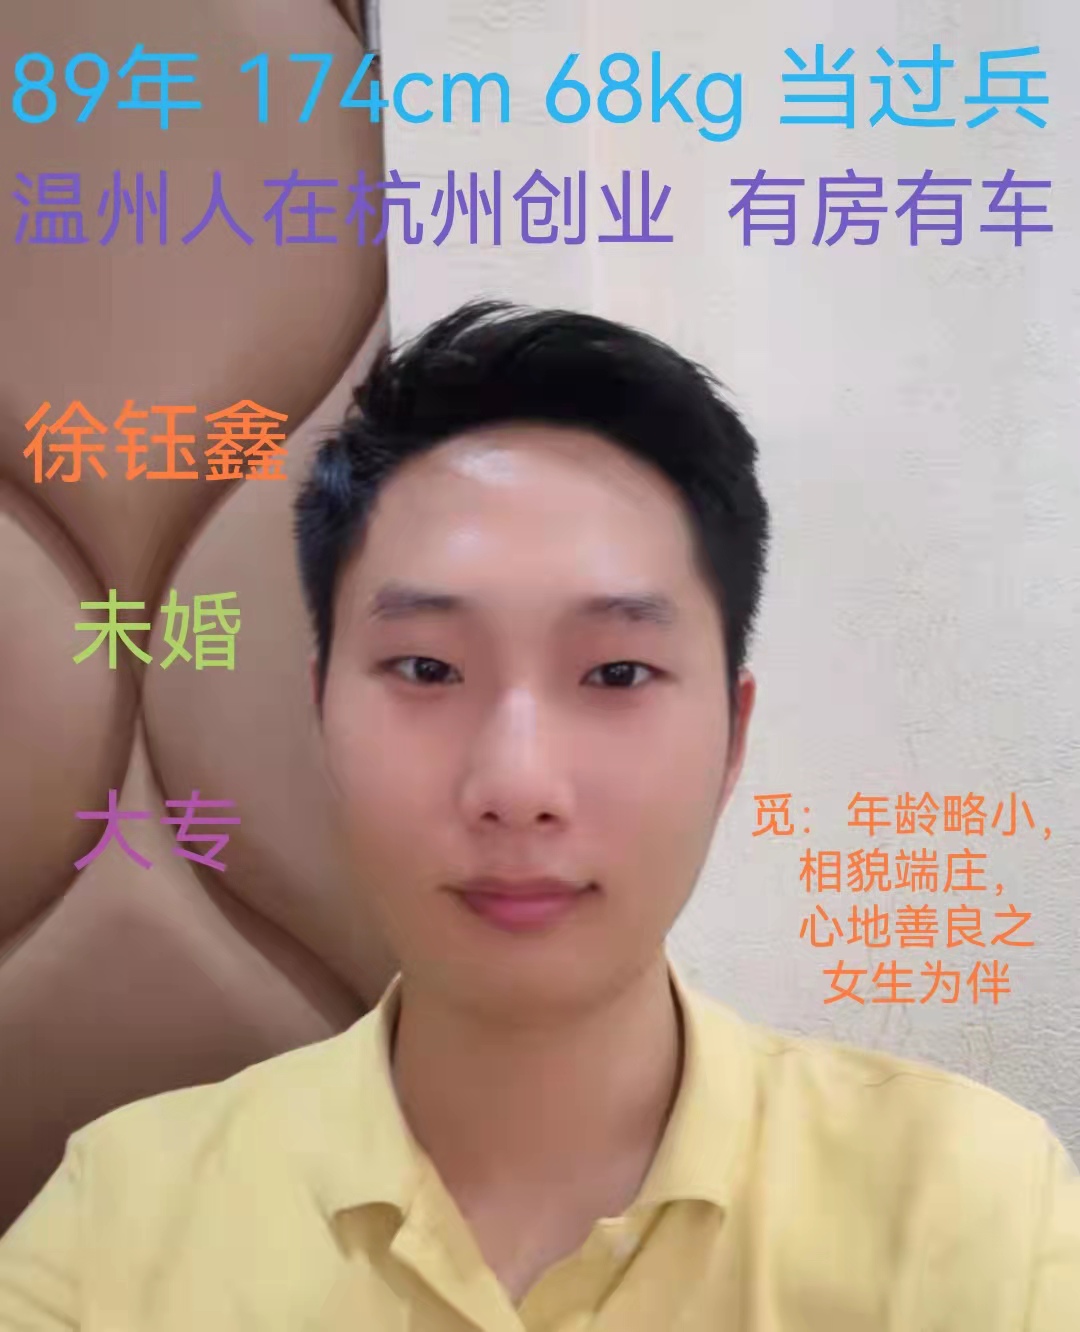 89年 174cm 68kg 当过兵
温州人在杭州创业 有房有车
徐钰鑫
未婚
大专
觅：年龄略小，
相貌端庄，
心地善良之
女生为伴